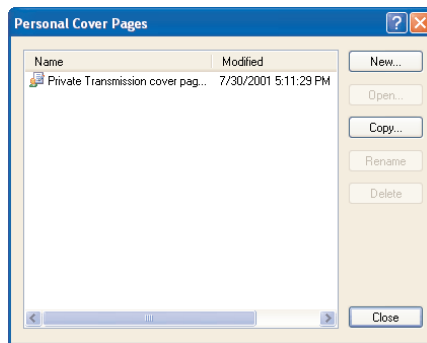 Personal Cover Pages
Name Modified New...
Private Transmission cover pag... 7/30/2001 5:11:29 PM
Open...
Copy...
Rename
Delete
Close